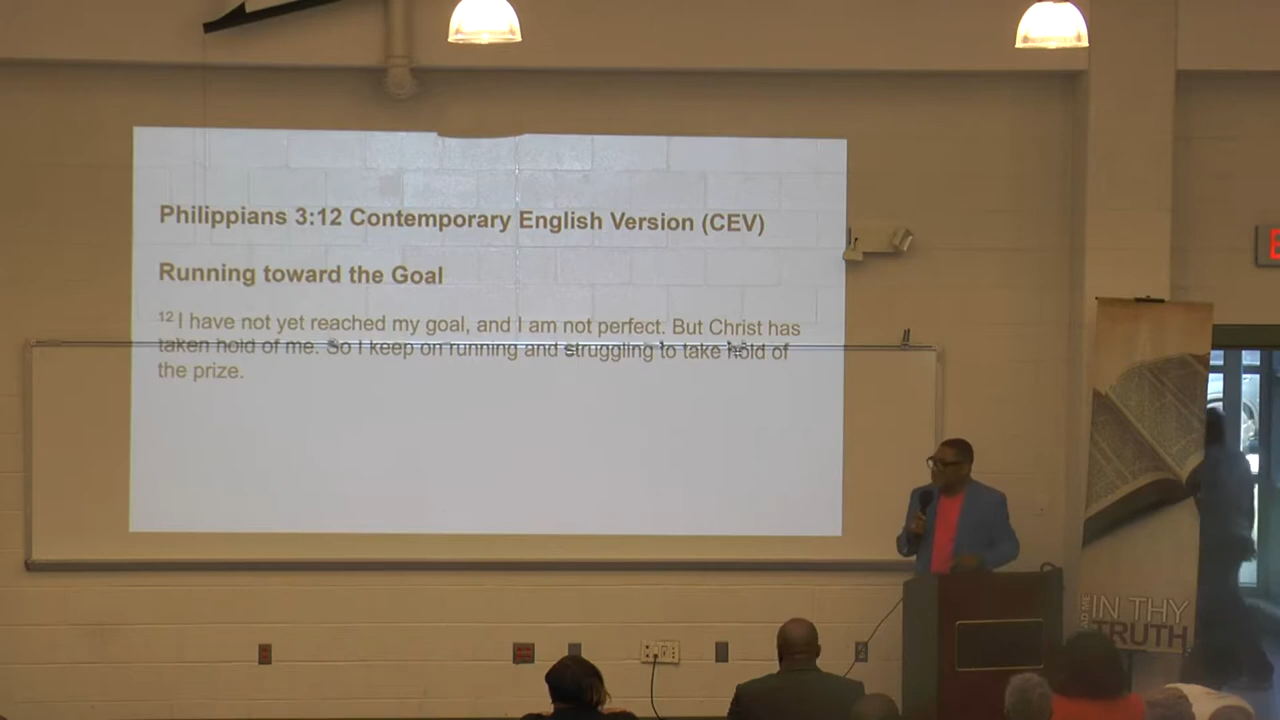 Philippians 3:12 Contemporary English Version (CEV)
Running toward the Goal
12 I have not yet reached my goal, and I am not perfect. But Christ has
taken hold of me. So I keep on running and struggling to take hold of
the prize.
E
AD ME
IN THY
TRUTH